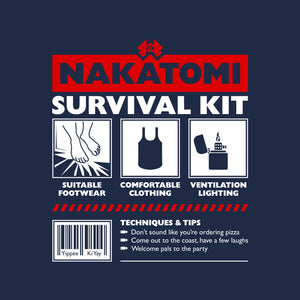 NAKATOMI
SURVIVAL KIT
SUITABLE
FOOTWEAR
COMFORTABLE
CLOTHING
VENTILATION
LIGHTING
TECHNIQUES & TIPS
Don't sound like you're ordering pizza
Come out to the coast, have a few laughs
Welcome pals to the party
Yippee Ki Yay